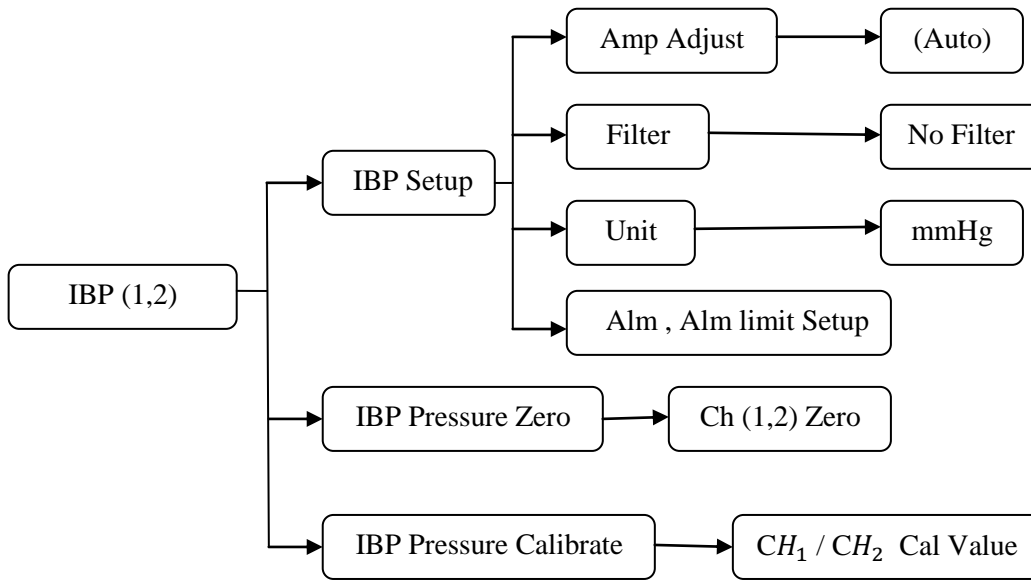 Amp Adjust
(Auto)
Filter
No Filter
IBP Setup
Unit
mmHg
IBP (1,2)
Alm , Alm limit Setup
IBP Pressure Zero
Ch (1,2) Zero
IBP Pressure Calibrate
CH₁ / CH₂ Cal Value